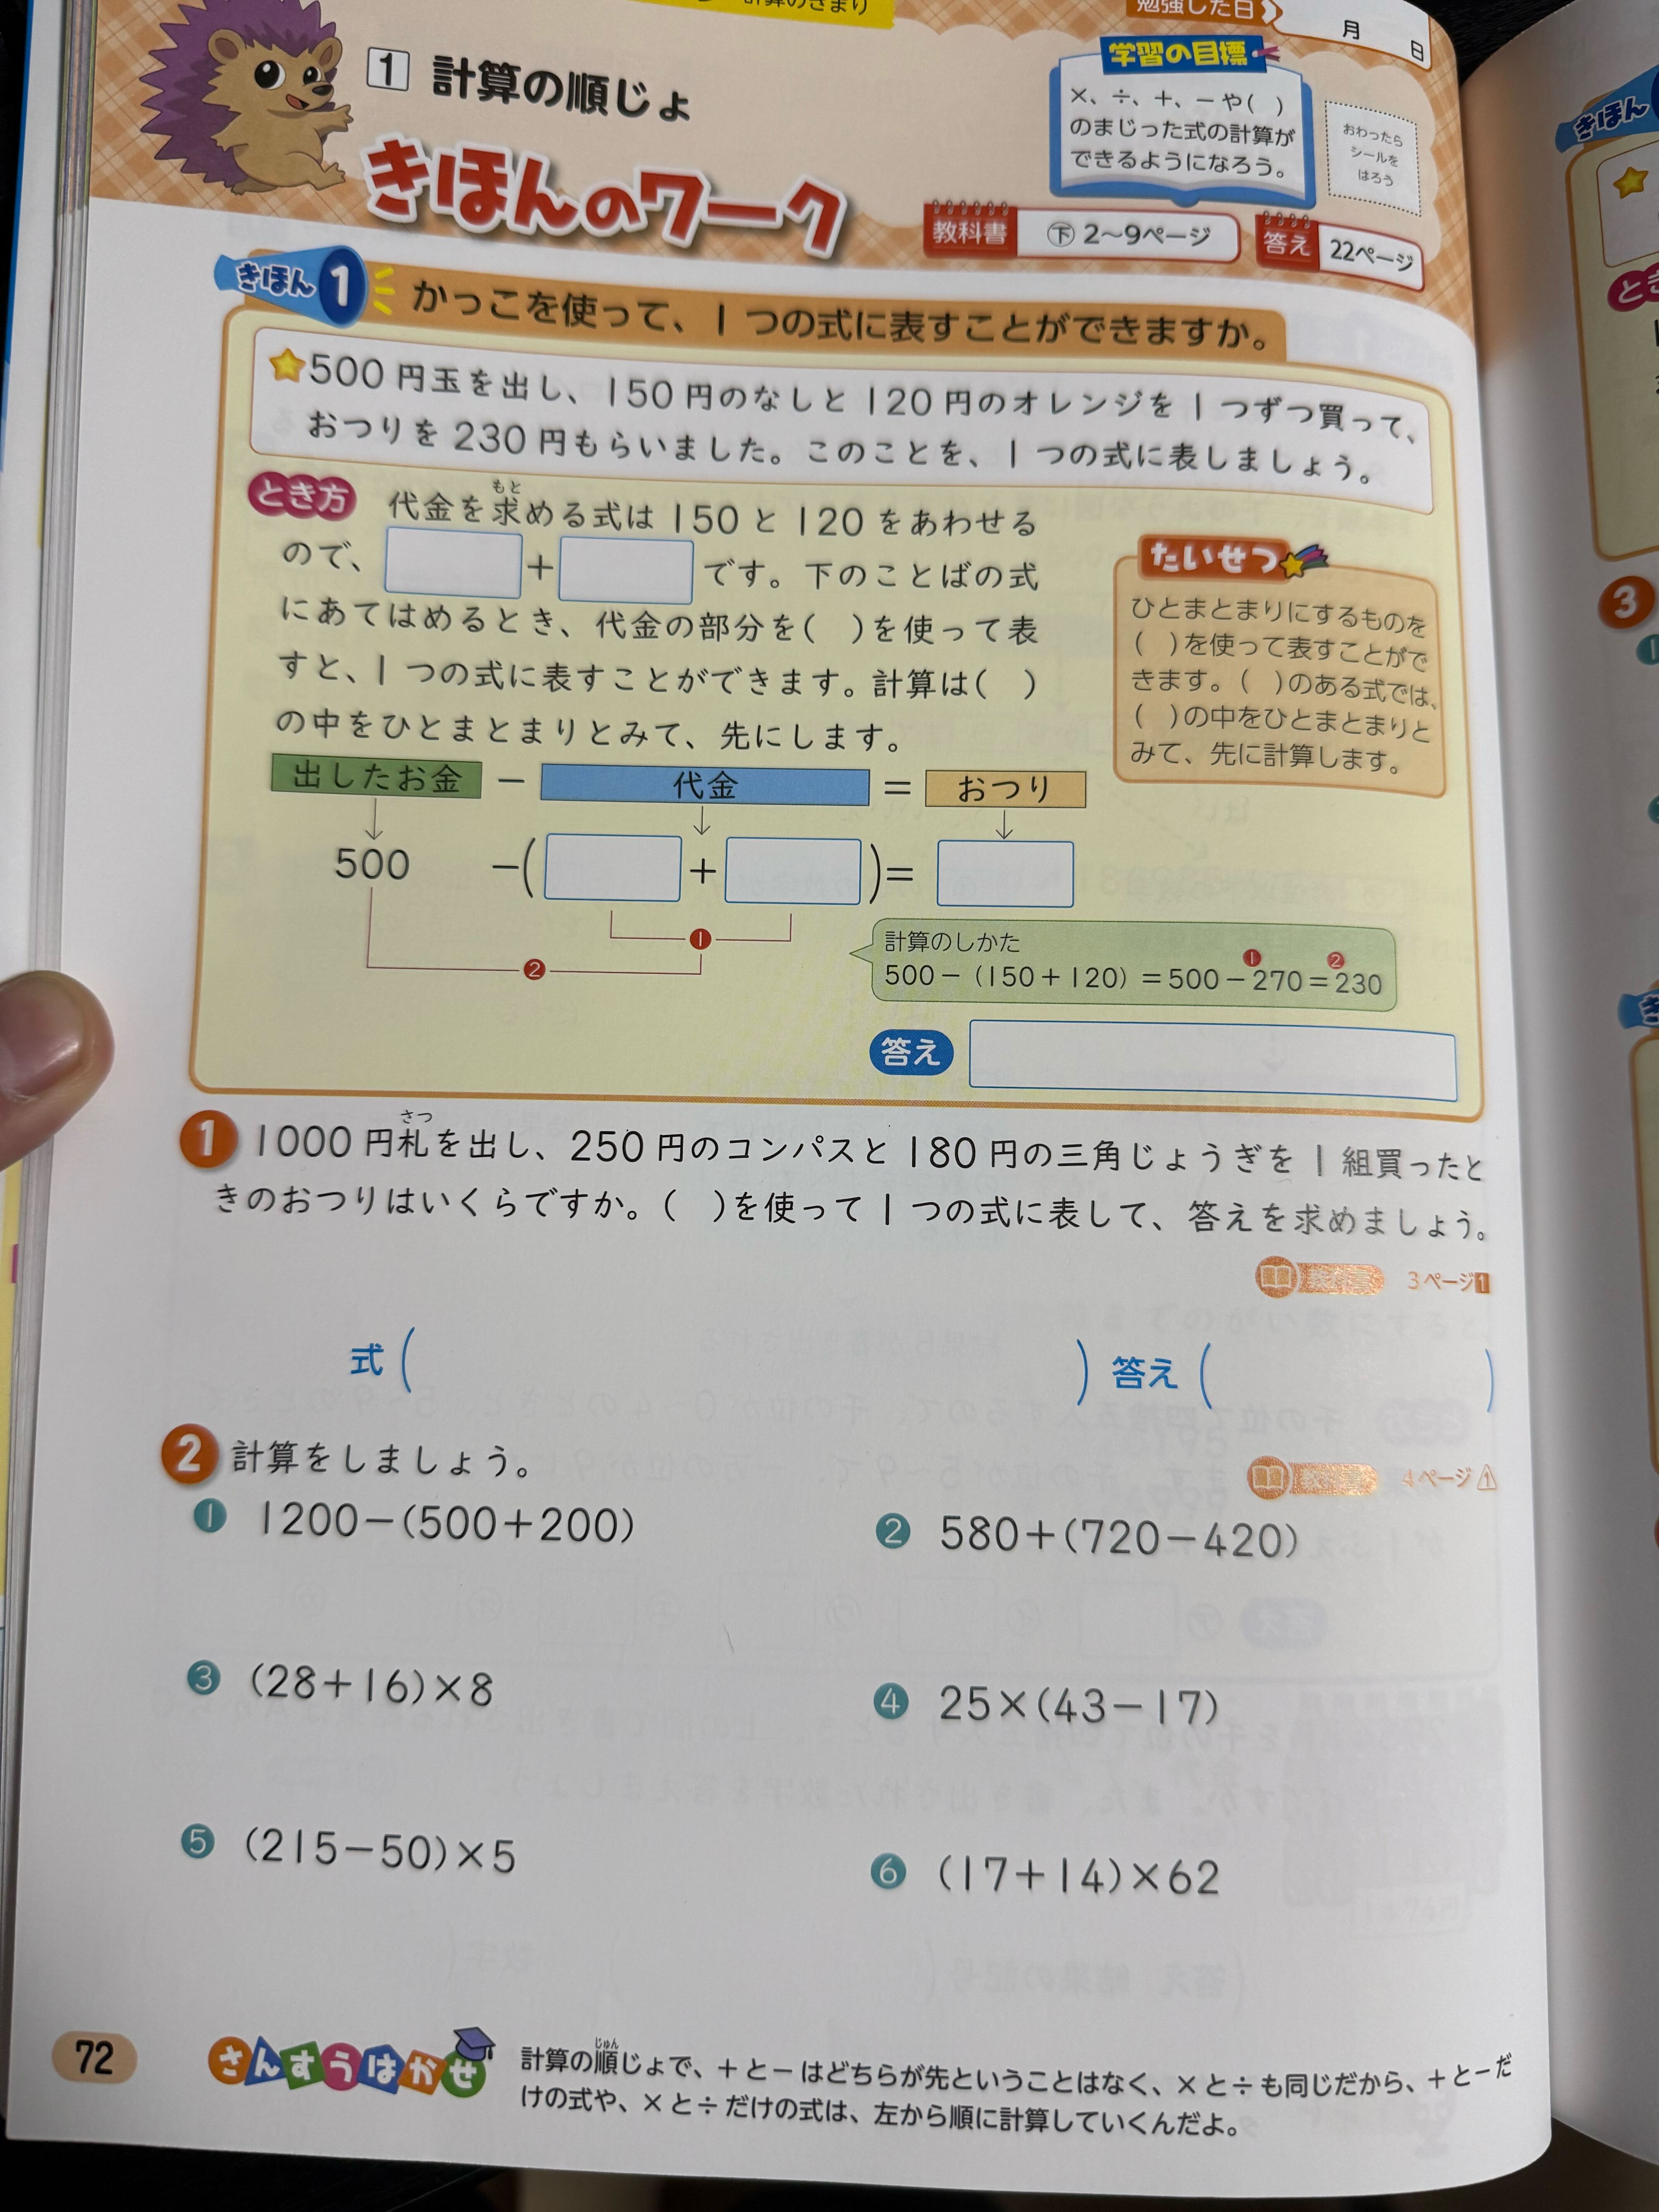 計算のきまり
勉強した日
月 日
1 計算の順じょ
きほんのワーク
学習の目標
×、÷、+、-や( )
のまじった式の計算が
できるようになろう。
おわったら
シールを
はろう
教科書 下 2〜9ページ
答え 22ページ
きほん1 かっこを使って、1つの式に表すことができますか。
500円玉を出し、150円のなしと120円のオレンジを1つずつ買って、
おつりを230円もらいました。このことを、1つの式に表しましょう。
とき方 代金を求める式は150と120をあわせる
もと
ので、 + です。下のことばの式
にあてはめるとき、代金の部分を( )を使って表
すと、1つの式に表すことができます。計算は( )
の中をひとまとまりとみて、先にします。
たいせつ
ひとまとまりにするものを
( )を使って表すことがで
きます。( )のある式では、
( )の中をひとまとまりと
みて、先に計算します。
出したお金 - 代金 = おつり
500 -( + )=
1
2
計算のしかた
500-(150+120)=500-270=230
1 2
答え
1 1000円札を出し、250円のコンパスと180円の三角じょうぎを1組買ったと
さつ
きのおつりはいくらですか。( )を使って1つの式に表して、答えを求めましょう。
教科書 3ページ1
式( ) 答え( )
2 計算をしましょう。
教科書 4ページ1
1 1200-(500+200)
2 580+(720-420)
3 (28+16)×8
4 25×(43-17)
5 (215-50)×5
6 (17+14)×62
72
さんすうはかせ
計算の順じょで、+と-はどちらが先ということはなく、×と÷も同じだから、+と-だ
じゅん
けの式や、×と÷だけの式は、左から順に計算していくんだよ。
きほん
とき
3